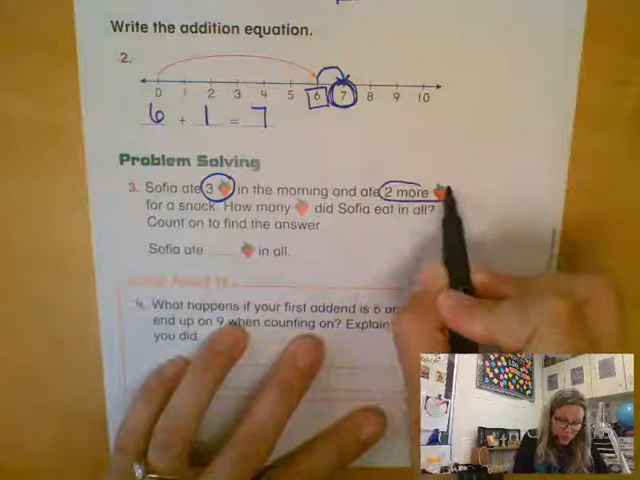 Write the addition equation.
2.
0 1 2 3 4 5 6 7 8 9 10
6 + 1 = 7
Problem Solving
3. Sofia ate 3 in the morning and ate 2 more
for a snack. How many did Sofia eat in all?
Count on to find the answer.
Sofia ate ___ in all.
4. What happens if your first addend is 6
end up on 9 when counting on? Explain
you did.